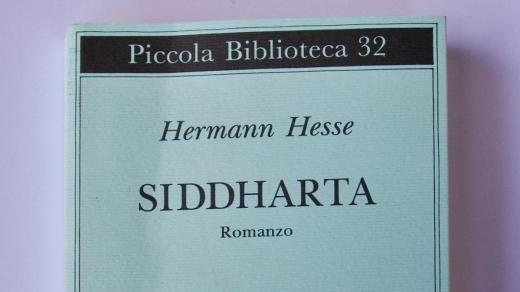 Piccola Biblioteca 32
Hermann Hesse
SIDDHARTA
Romanzo